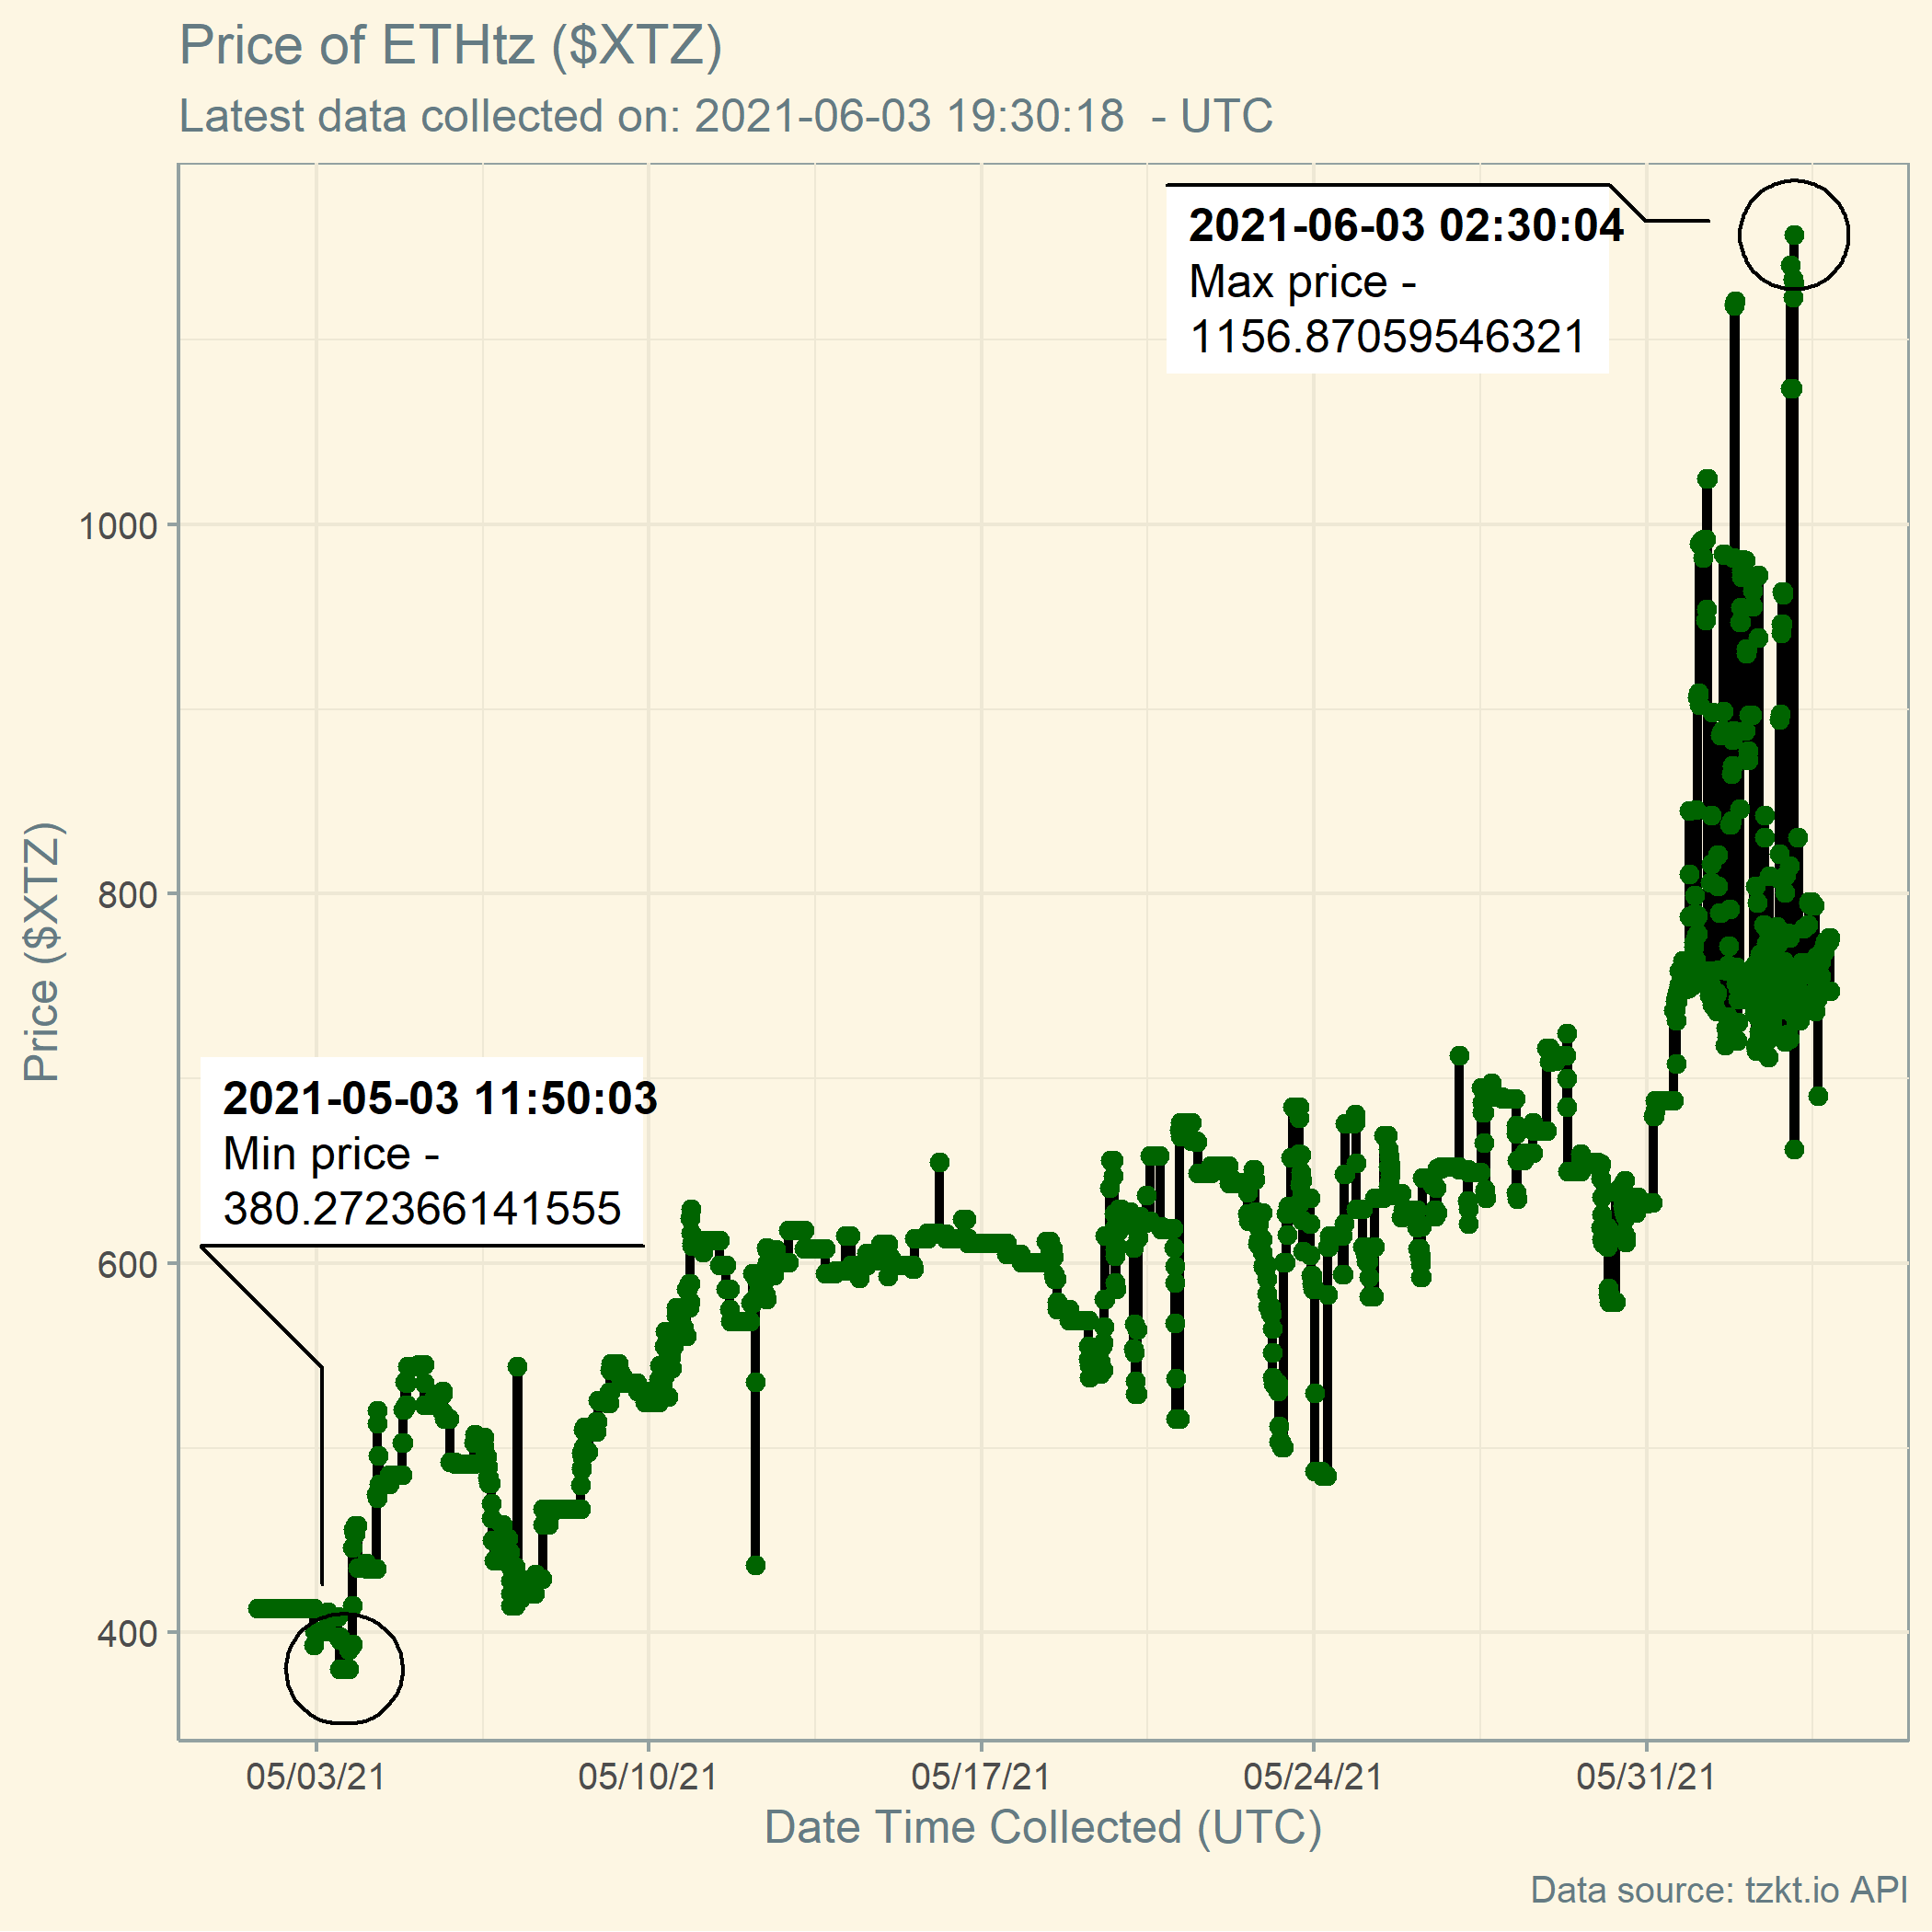 Price of ETHtz ($XTZ)
Latest data collected on: 2021-06-03 19:30:18  - UTC
2021-06-03 02:30:04
Max price -
1156.87059546321
1000
800
600
400
Price ($XTZ)
2021-05-03 11:50:03
Min price -
380.272366141555
05/03/21
05/10/21
05/17/21
05/24/21
05/31/21
Date Time Collected (UTC)
Data source: tzkt.io API